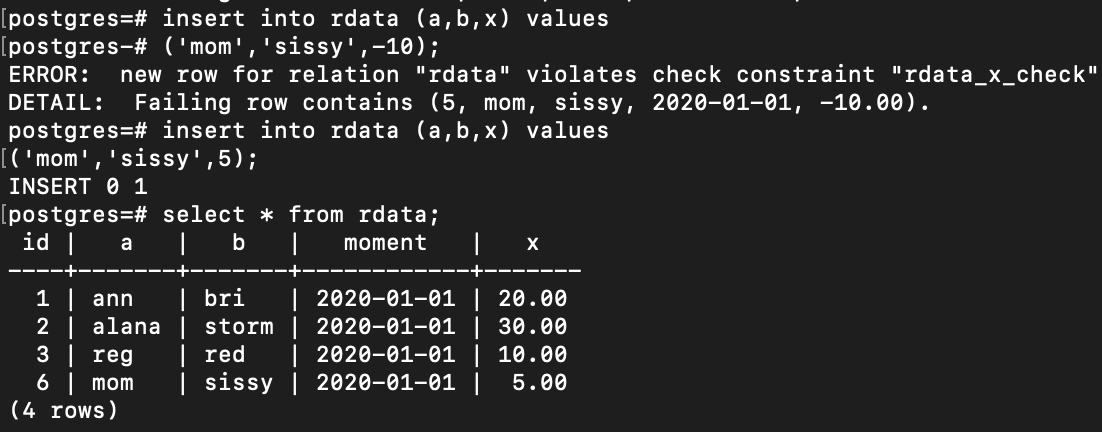 [postgres=# insert into rdata (a,b,x) values
[postgres-# ('mom','sissy',-10);
ERROR:  new row for relation "rdata" violates check constraint "rdata_x_check"
DETAIL:  Failing row contains (5, mom, sissy, 2020-01-01, -10.00).
postgres=# insert into rdata (a,b,x) values
[('mom','sissy',5);
INSERT 0 1
[postgres=# select * from rdata;
 id |   a   |   b   |   moment   |   x
----+-------+-------+------------+-------
  1 | ann   | bri   | 2020-01-01 | 20.00
  2 | alana | storm | 2020-01-01 | 30.00
  3 | reg   | red   | 2020-01-01 | 10.00
  6 | mom   | sissy | 2020-01-01 |  5.00
(4 rows)